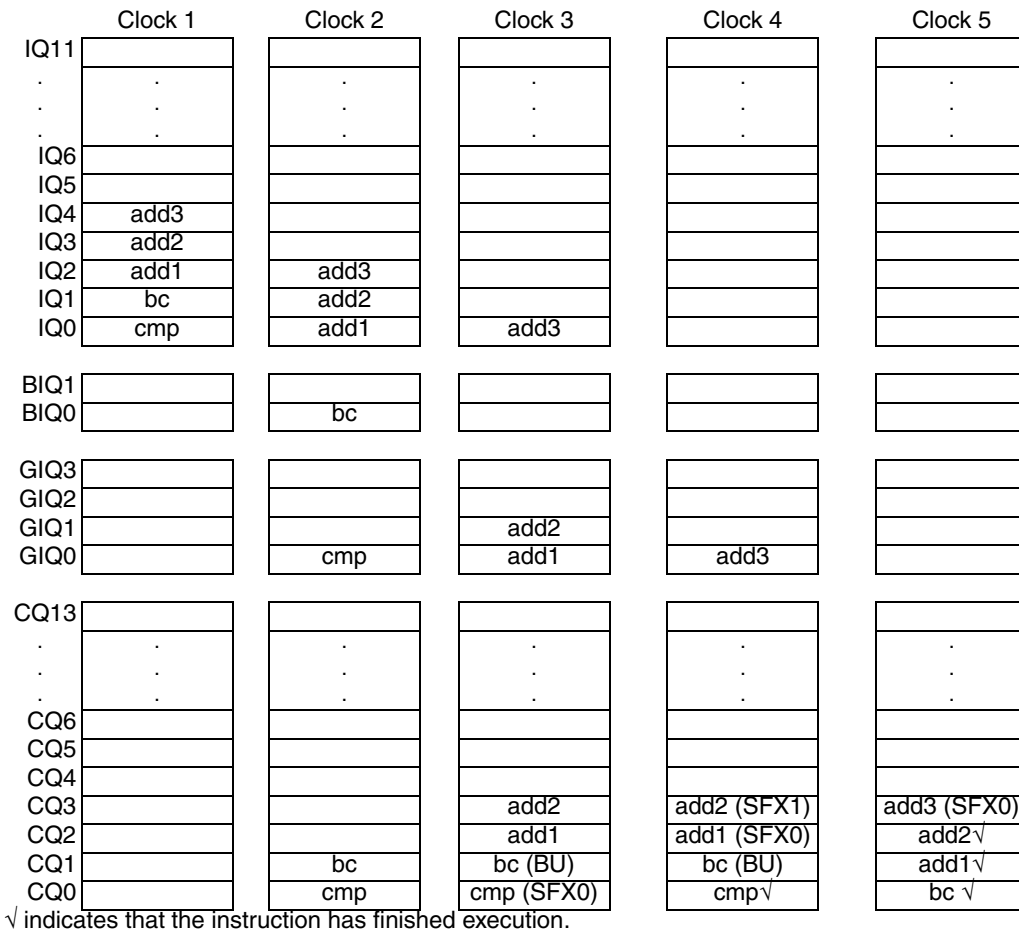 Clock 1 Clock 2 Clock 3 Clock 4 Clock 5
IQ11
. . . . . .
. . . . . .
. . . . . .
IQ6
IQ5
IQ4 add3
IQ3 add2
IQ2 add1 add3
IQ1 bc add2
IQ0 cmp add1 add3
BIQ1
BIQ0 bc
GIQ3
GIQ2
GIQ1 add2
GIQ0 cmp add1 add3
CQ13
. . . . . .
. . . . . .
. . . . . .
CQ6
CQ5
CQ4
CQ3 add2 add2 (SFX1) add3 (SFX0)
CQ2 add1 add1 (SFX0) add2√
CQ1 bc bc (BU) bc (BU) add1√
CQ0 cmp cmp (SFX0) cmp√ bc √
√ indicates that the instruction has finished execution.